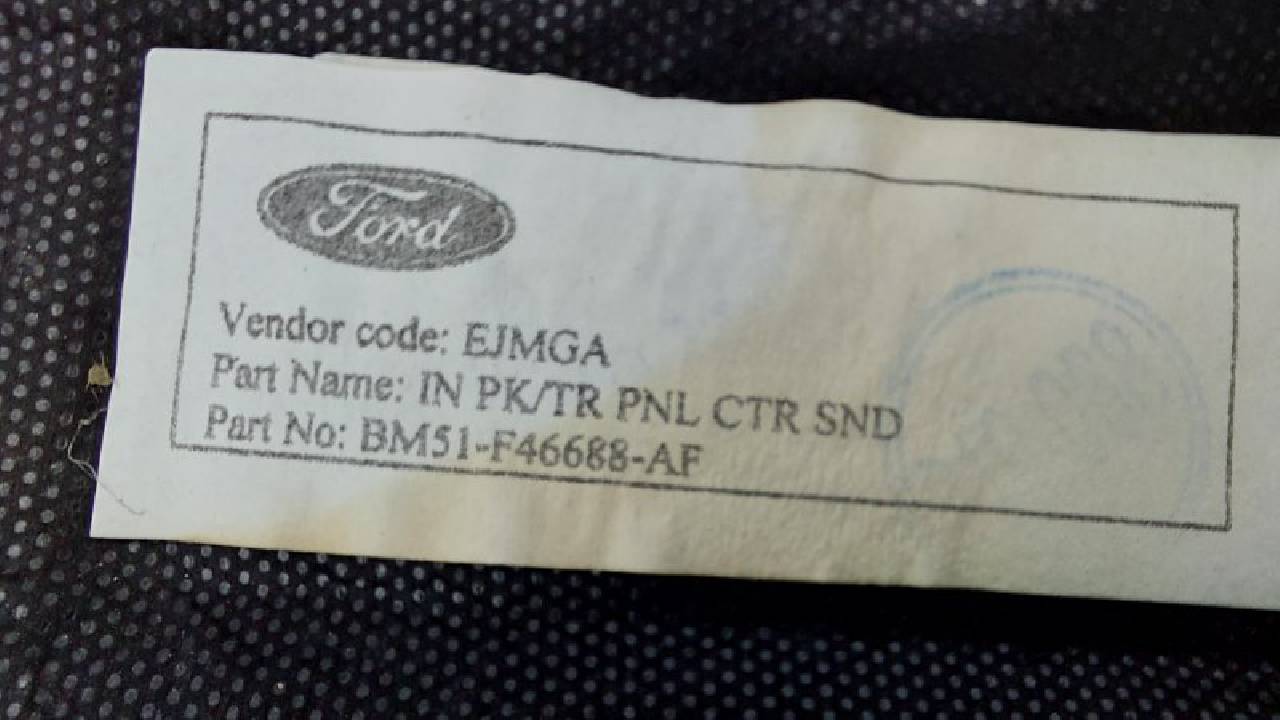 Ford
Vendor code: EJMGA
Part Name: IN PK/TR PNL CTR SND
Part No: BM51-F46688-AF